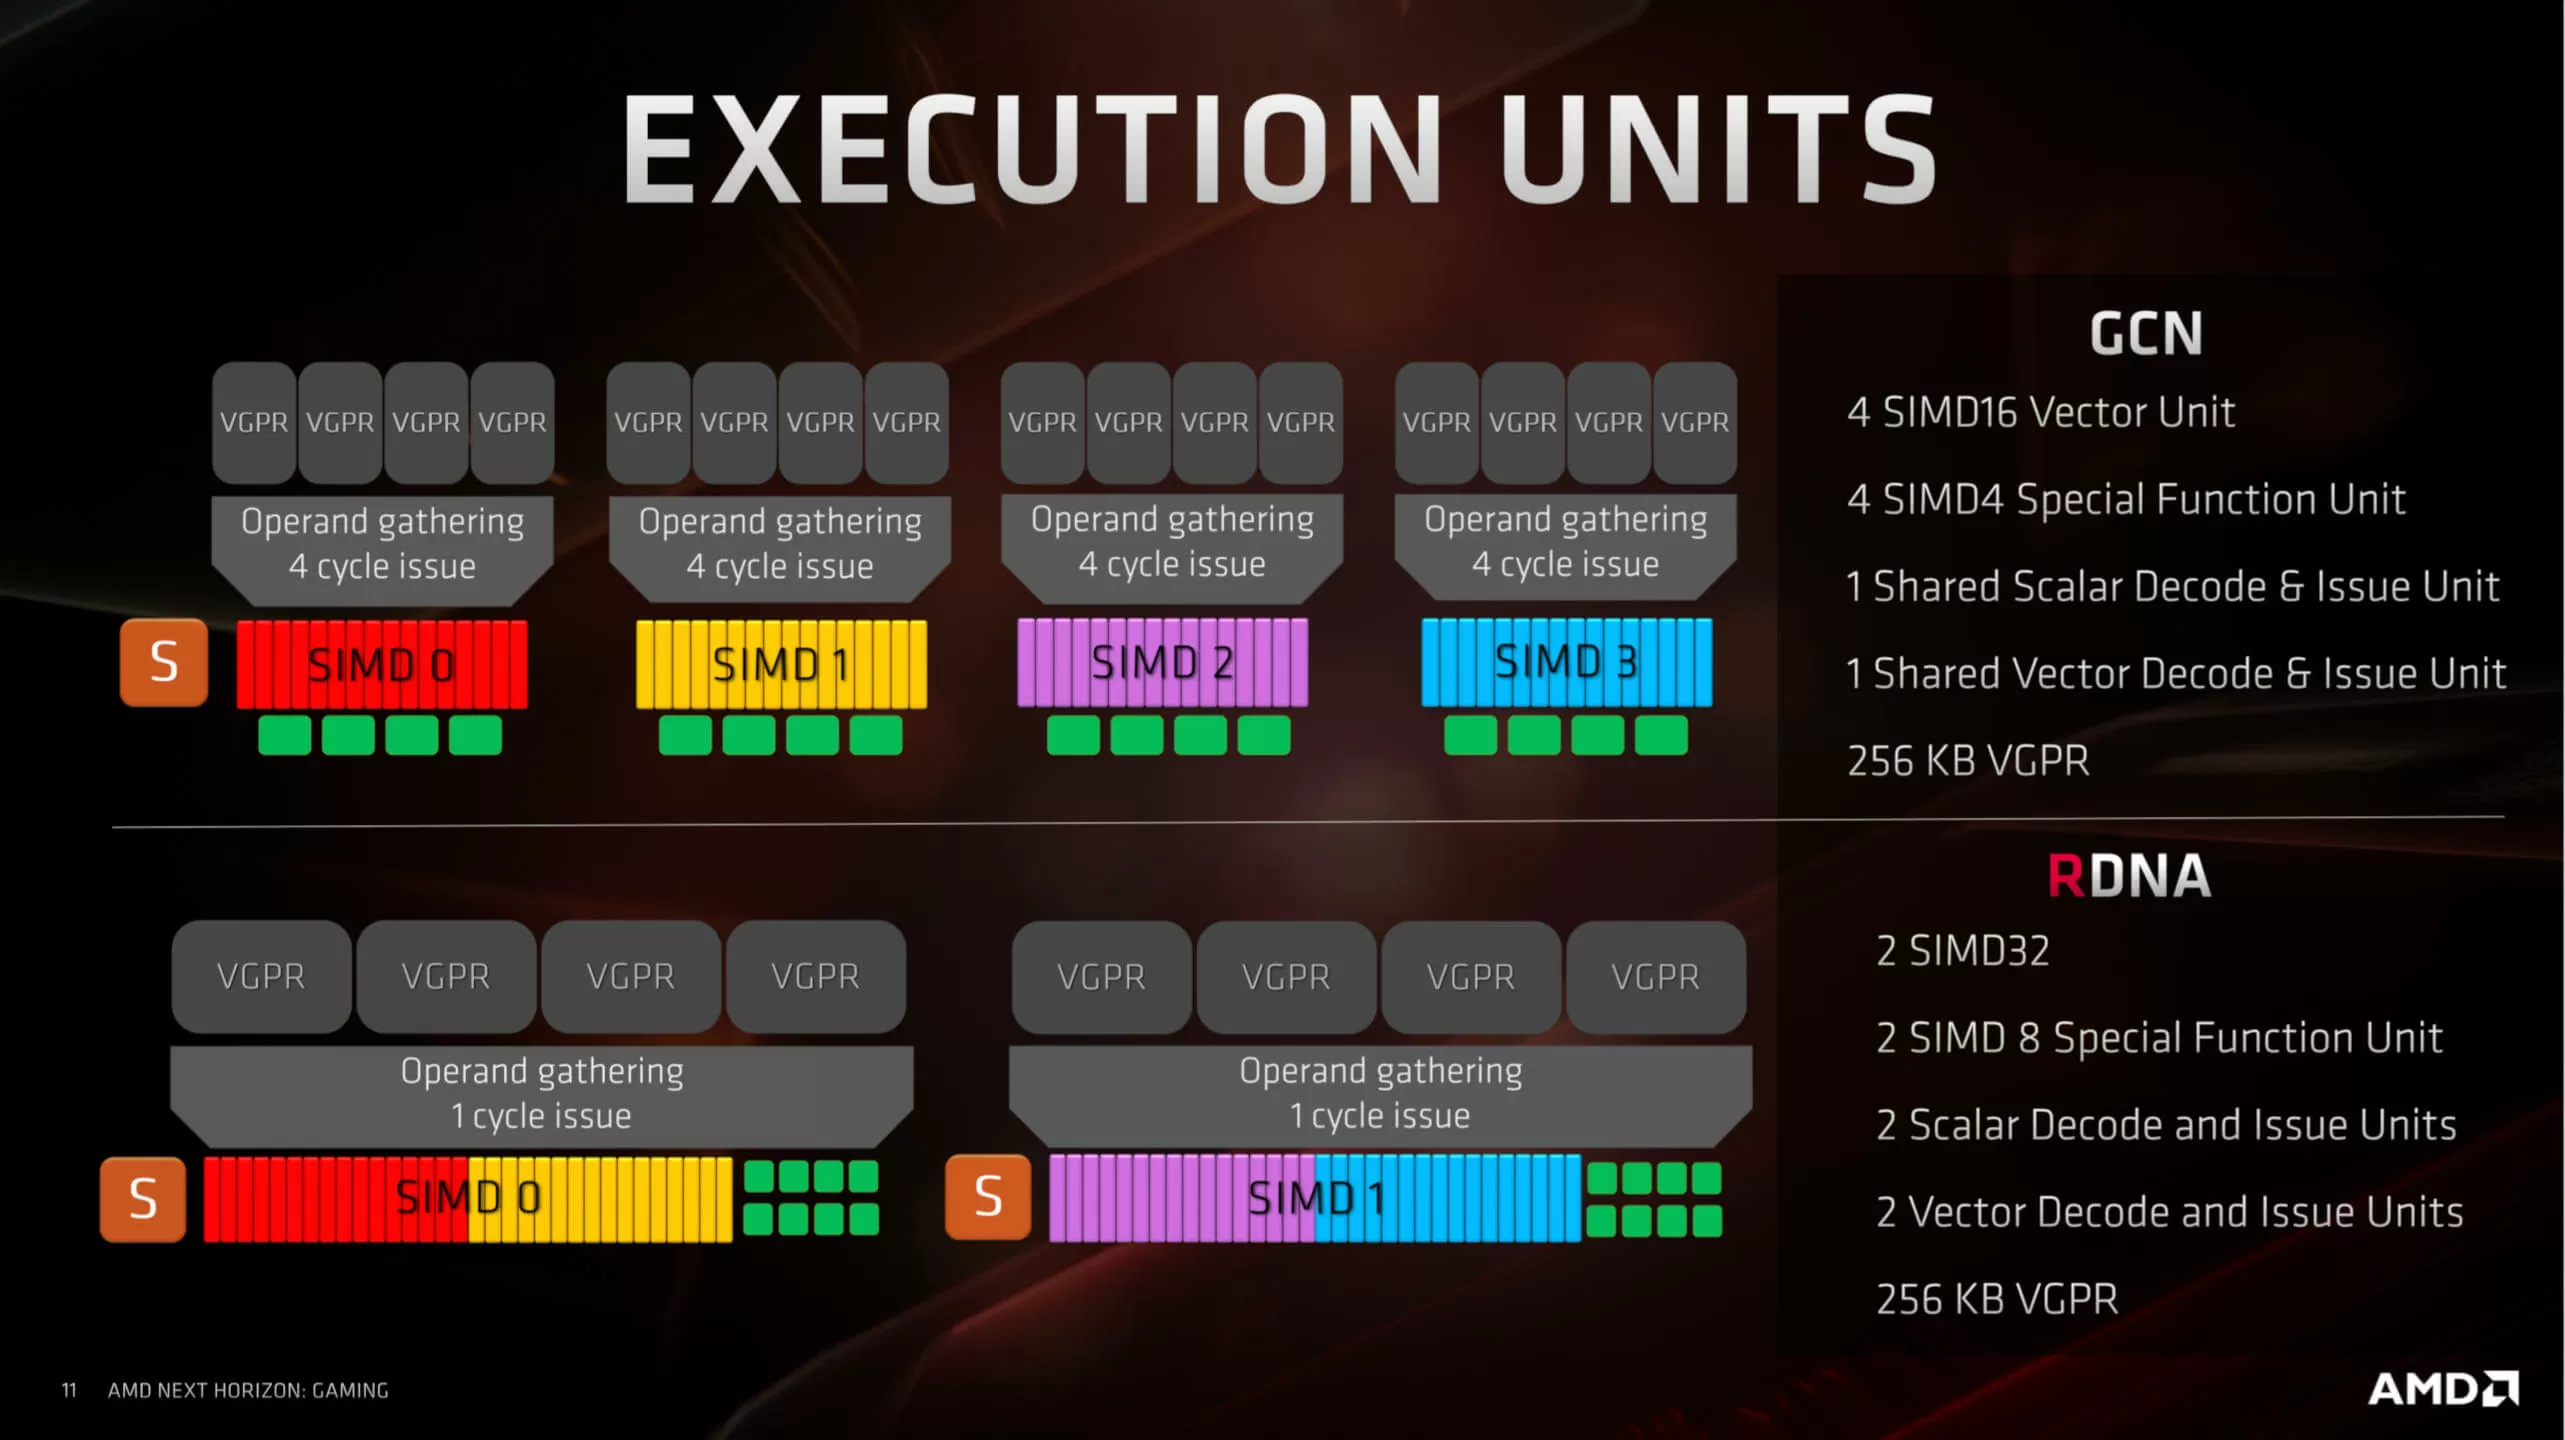 EXECUTION UNITS
VGPR VGPR VGPR VGPR
VGPR VGPR VGPR VGPR
VGPR VGPR VGPR VGPR
VGPR VGPR VGPR VGPR
Operand gathering
4 cycle issue
Operand gathering
4 cycle issue
Operand gathering
4 cycle issue
Operand gathering
4 cycle issue
S
SIMD 0
SIMD 1
SIMD 2
SIMD 3
GCN
4 SIMD16 Vector Unit
4 SIMD4 Special Function Unit
1 Shared Scalar Decode & Issue Unit
1 Shared Vector Decode & Issue Unit
256 KB VGPR
VGPR VGPR VGPR VGPR
VGPR VGPR VGPR VGPR
Operand gathering
1 cycle issue
Operand gathering
1 cycle issue
S
SIMD 0
S
SIMD 1
RDNA
2 SIMD32
2 SIMD 8 Special Function Unit
2 Scalar Decode and Issue Units
2 Vector Decode and Issue Units
256 KB VGPR
11 AMD NEXT HORIZON: GAMING
AMD